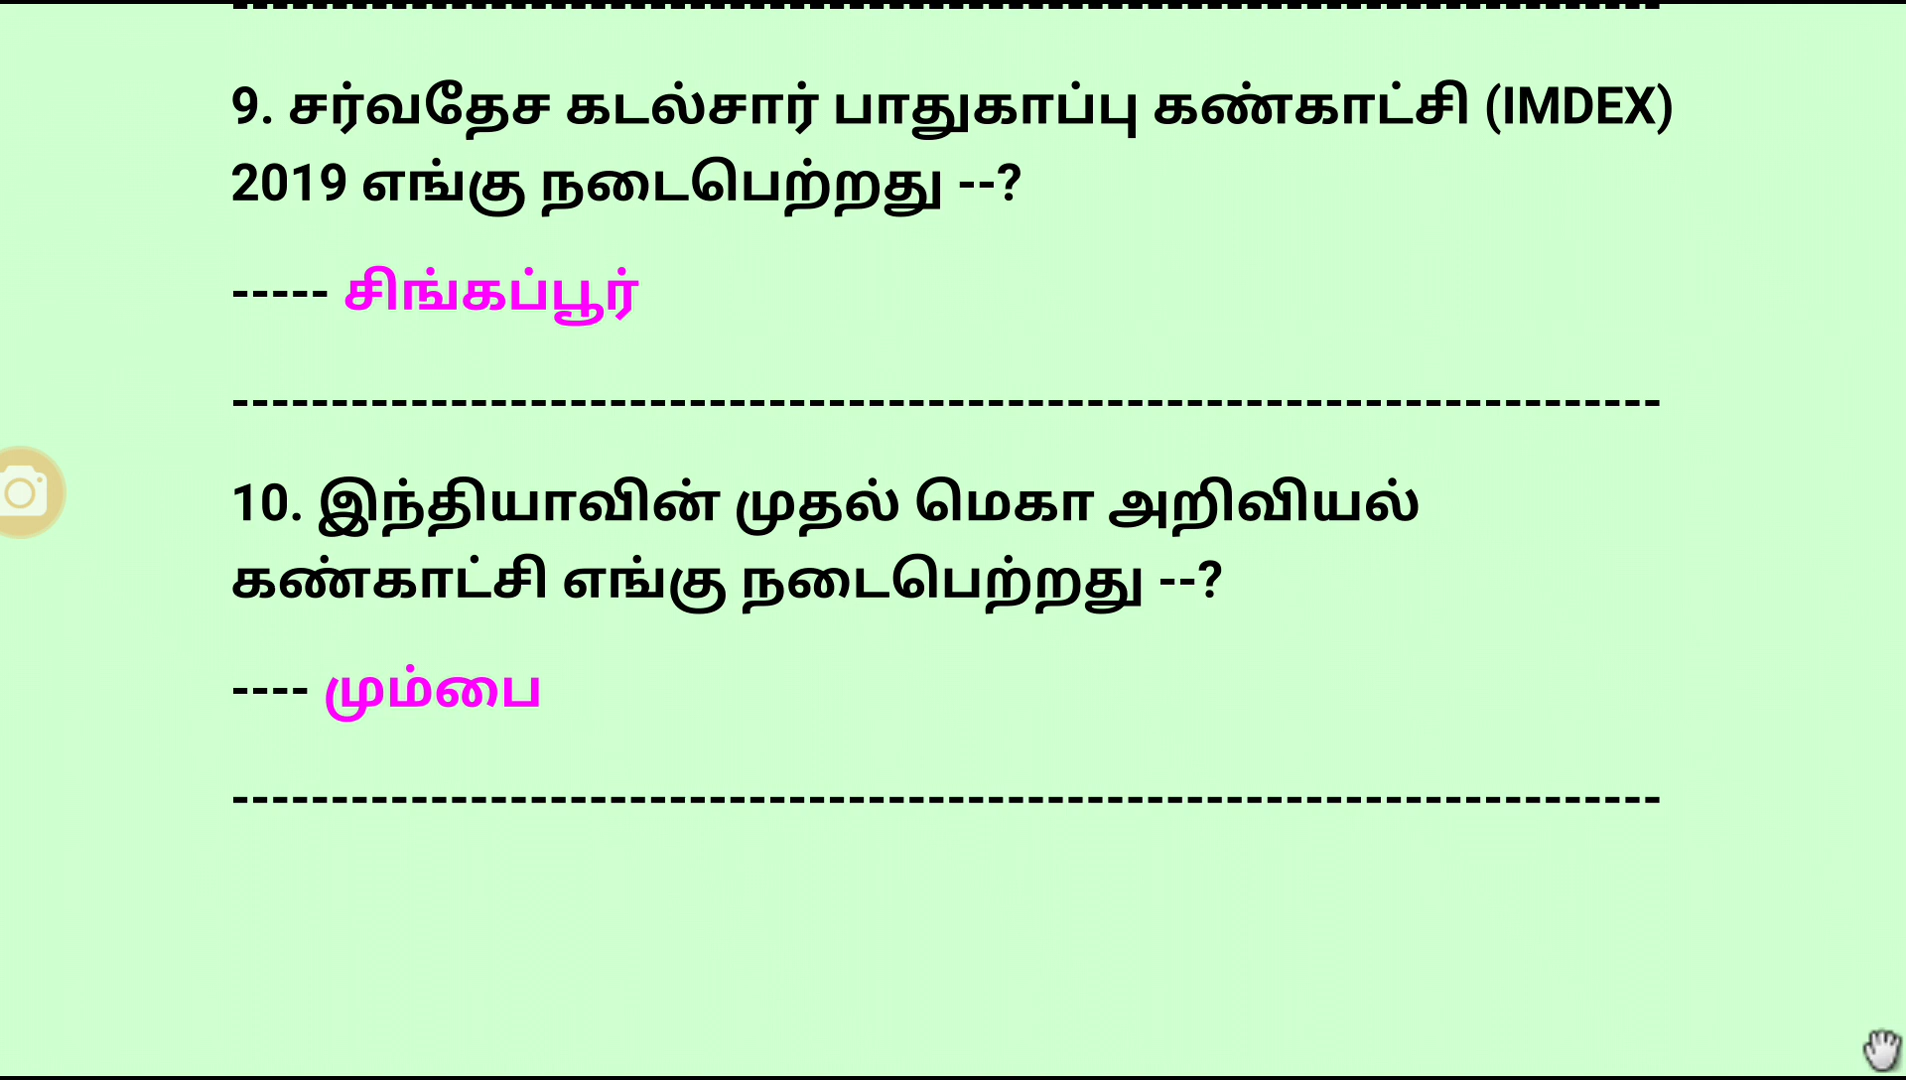 9. சர்வதேச கடல்சார் பாதுகாப்பு கண்காட்சி (IMDEX)
2019 எங்கு நடைபெற்றது --?
----- சிங்கப்பூர்
-----------------------------------------------------------------------
10. இந்தியாவின் முதல் மெகா அறிவியல்
கண்காட்சி எங்கு நடைபெற்றது --?
---- மும்பை
-----------------------------------------------------------------------